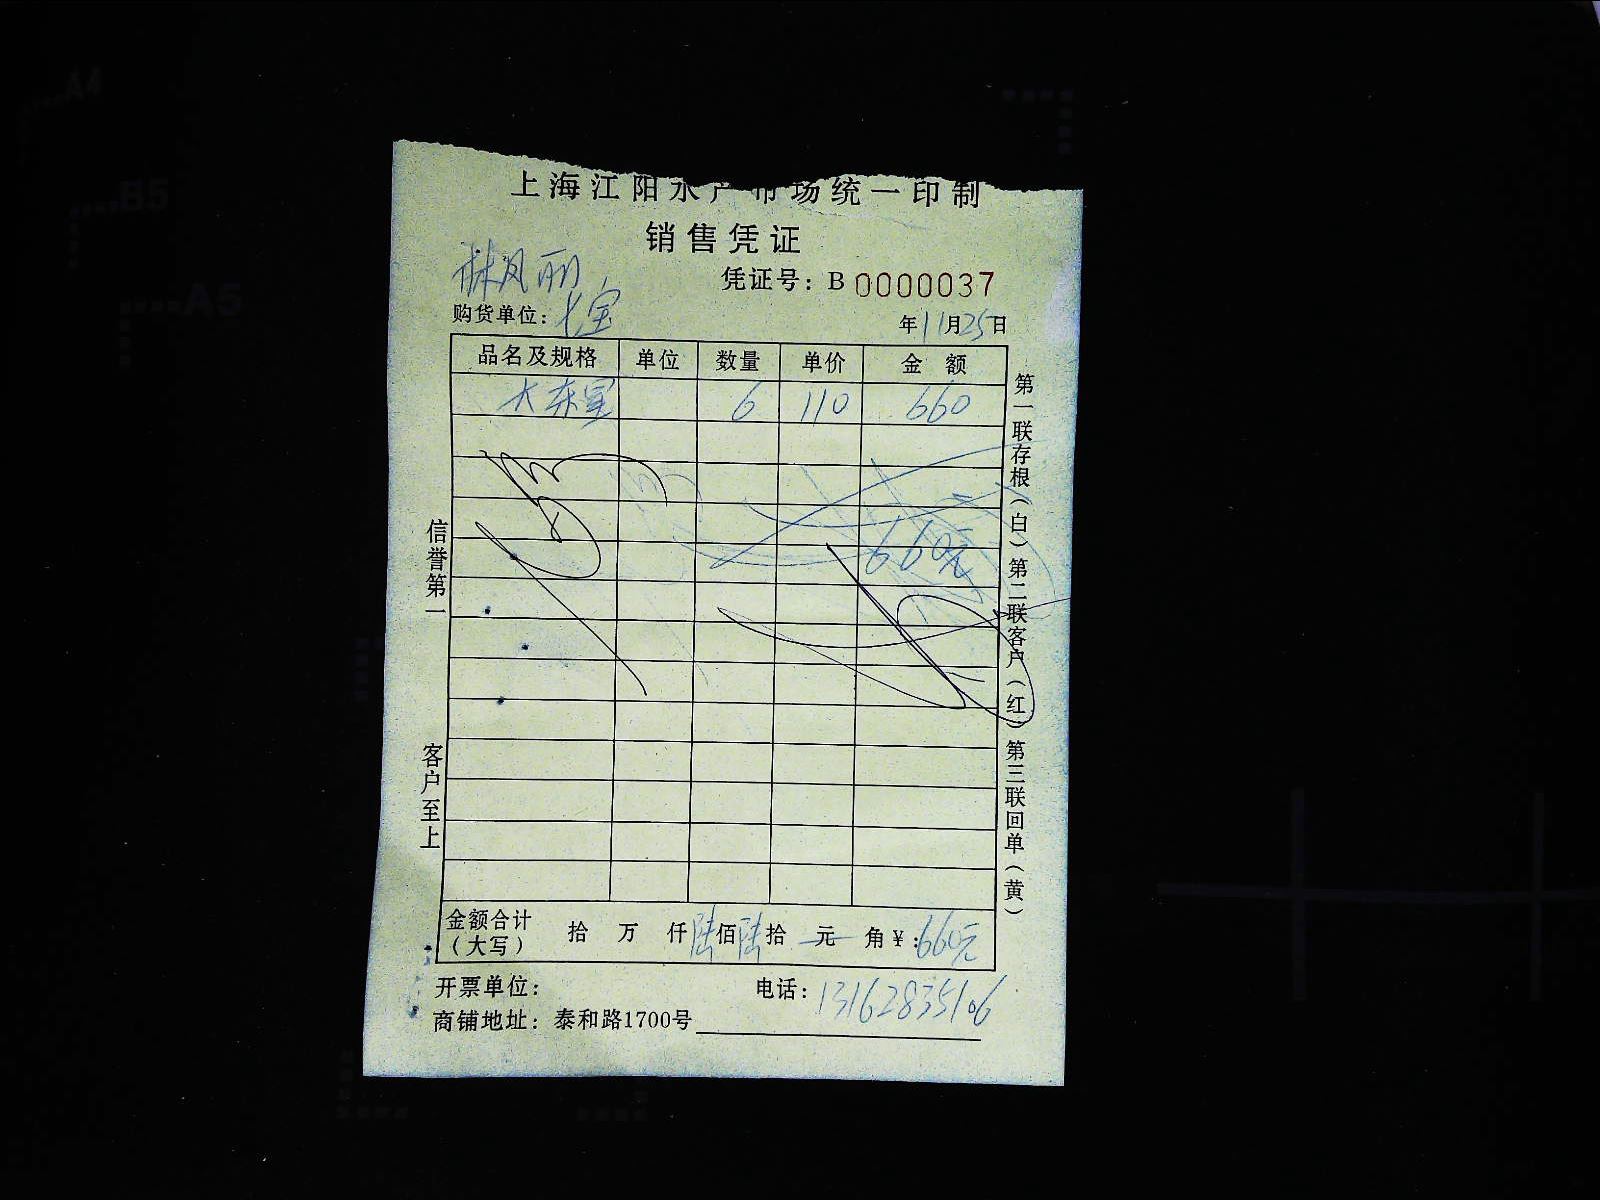 上海江阳水产市场统一印制
销售凭证
林凤丽
凭证号：B 0000037
购货单位：七宝
年11月25日
品名及规格 单位 数量 单价 金额
大东星 6 110 660
660元
信誉第一
客户至上
第一联存根（白）第二联客户（红）第三联回单（黄）
金额合计（大写） 拾 万 仟 陆佰陆拾 元 角 ¥：660元
开票单位： 电话：13162835106
商铺地址：泰和路1700号
A4
B5
A5